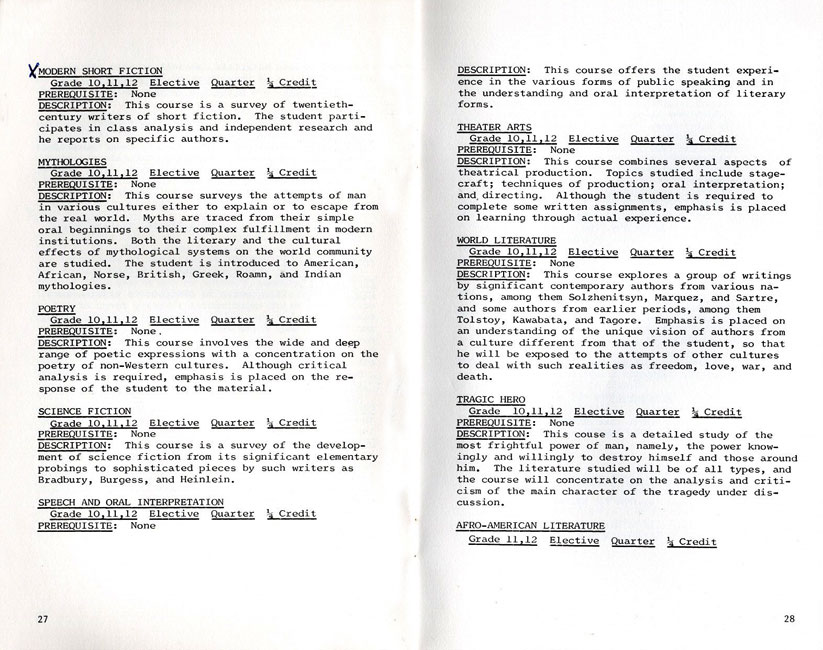 X MODERN SHORT FICTION
Grade 10,11,12 Elective Quarter ¼ Credit
PREREQUISITE: None
DESCRIPTION: This course is a survey of twentieth-
century writers of short fiction. The student parti-
cipates in class analysis and independent research and
he reports on specific authors.
MYTHOLOGIES
Grade 10,11,12 Elective Quarter ¼ Credit
PREREQUISITE: None
DESCRIPTION: This course surveys the attempts of man
in various cultures either to explain or to escape from
the real world. Myths are traced from their simple
oral beginnings to their complex fulfillment in modern
institutions. Both the literary and the cultural
effects of mythological systems on the world community
are studied. The student is introduced to American,
African, Norse, British, Greek, Roamn, and Indian
mythologies.
POETRY
Grade 10,11,12 Elective Quarter ¼ Credit
PREREQUISITE: None.
DESCRIPTION: This course involves the wide and deep
range of poetic expressions with a concentration on the
poetry of non-Western cultures. Although critical
analysis is required, emphasis is placed on the re-
sponse of the student to the material.
SCIENCE FICTION
Grade 10,11,12 Elective Quarter ¼ Credit
PREREQUISITE: None
DESCRIPTION: This course is a survey of the develop-
ment of science fiction from its significant elementary
probings to sophisticated pieces by such writers as
Bradbury, Burgess, and Heinlein.
SPEECH AND ORAL INTERPRETATION
Grade 10,11,12 Elective Quarter ¼ Credit
PREREQUISITE: None
27
DESCRIPTION: This course offers the student experi-
ence in the various forms of public speaking and in
the understanding and oral interpretation of literary
forms.
THEATER ARTS
Grade 10,11,12 Elective Quarter ¼ Credit
PREREQUISITE: None
DESCRIPTION: This course combines several aspects of
theatrical production. Topics studied include stage-
craft; techniques of production; oral interpretation;
and directing. Although the student is required to
complete some written assignments, emphasis is placed
on learning through actual experience.
WORLD LITERATURE
Grade 10,11,12 Elective Quarter ¼ Credit
PREREQUISITE: None
DESCRIPTION: This course explores a group of writings
by significant contemporary authors from various na-
tions, among them Solzhenitsyn, Marquez, and Sartre,
and some authors from earlier periods, among them
Tolstoy, Kawabata, and Tagore. Emphasis is placed on
an understanding of the unique vision of authors from
a culture different from that of the student, so that
he will be exposed to the attempts of other cultures
to deal with such realities as freedom, love, war, and
death.
TRAGIC HERO
Grade 10,11,12 Elective Quarter ¼ Credit
PREREQUISITE: None
DESCRIPTION: This couse is a detailed study of the
most frightful power of man, namely, the power know-
ingly and willingly to destroy himself and those around
him. The literature studied will be of all types, and
the course will concentrate on the analysis and criti-
cism of the main character of the tragedy under dis-
cussion.
AFRO-AMERICAN LITERATURE
Grade 11,12 Elective Quarter ¼ Credit
28